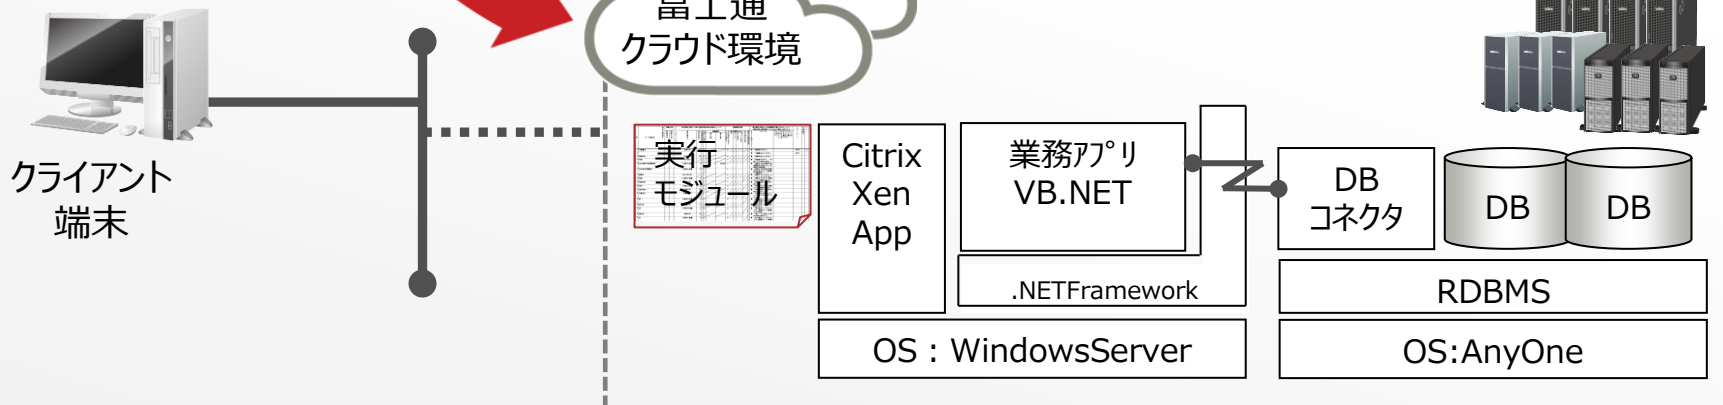 富士通
クラウド環境
クライアント
端末
実行
モジュール
Citrix
Xen
App
業務ｱﾌﾟﾘ
VB.NET
.NETFramework
OS：WindowsServer
DB
コネクタ
DB
DB
RDBMS
OS:AnyOne